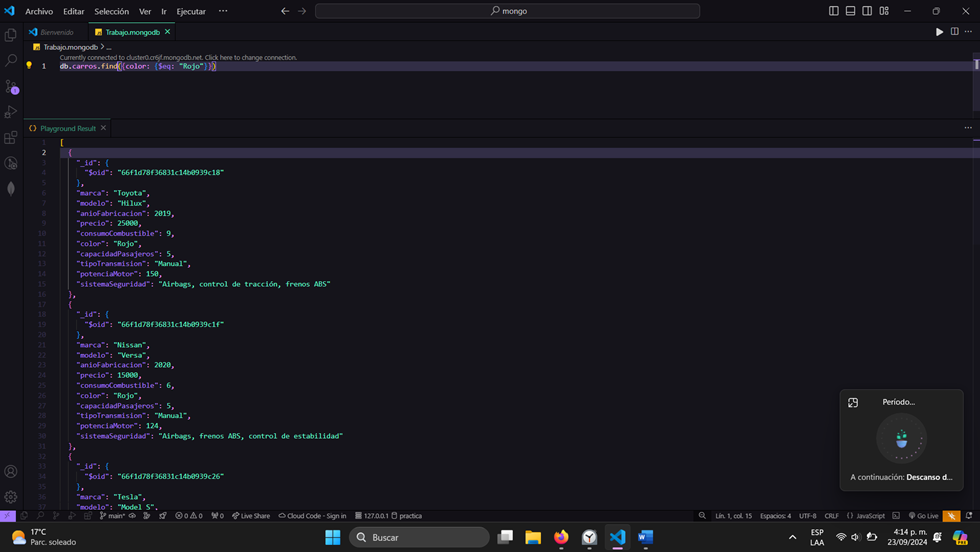 Archivo Editar Selección Ver Ir Ejecutar ··· mongo
Bienvenido Trabajo.mongodb
Trabajo.mongodb > ...
Currently connected to cluster0.cr6jf.mongodb.net. Click here to change connection.
1 db.carros.find({color: {$eq: "Rojo"}})
{} Playground Result
1 [
2 {
3 "_id": {
4 "$oid": "66f1d78f36831c14b0939c18"
5 },
6 "marca": "Toyota",
7 "modelo": "Hilux",
8 "anioFabricacion": 2019,
9 "precio": 25000,
10 "consumoCombustible": 9,
11 "color": "Rojo",
12 "capacidadPasajeros": 5,
13 "tipoTransmision": "Manual",
14 "potenciaMotor": 150,
15 "sistemaSeguridad": "Airbags, control de tracción, frenos ABS"
16 },
17 {
18 "_id": {
19 "$oid": "66f1d78f36831c14b0939c1f"
20 },
21 "marca": "Nissan",
22 "modelo": "Versa",
23 "anioFabricacion": 2020,
24 "precio": 15000,
25 "consumoCombustible": 6,
26 "color": "Rojo",
27 "capacidadPasajeros": 5,
28 "tipoTransmision": "Manual",
29 "potenciaMotor": 124,
30 "sistemaSeguridad": "Airbags, frenos ABS, control de estabilidad"
31 },
32 {
33 "_id": {
34 "$oid": "66f1d78f36831c14b0939c26"
35 },
36 "marca": "Tesla",
37 "modelo": "Model S",
Periodo...
A continuación: Descanso d...
main* 0 0 0 Live Share Cloud Code - Sign in 127.0.0.1 practica Lín. 1, col. 15 Espacios: 4 UTF-8 CRLF {} JavaScript Go Live
17°C
Parc. soleado
Buscar
ESP
LAA
4:14 p. m.
23/09/2024